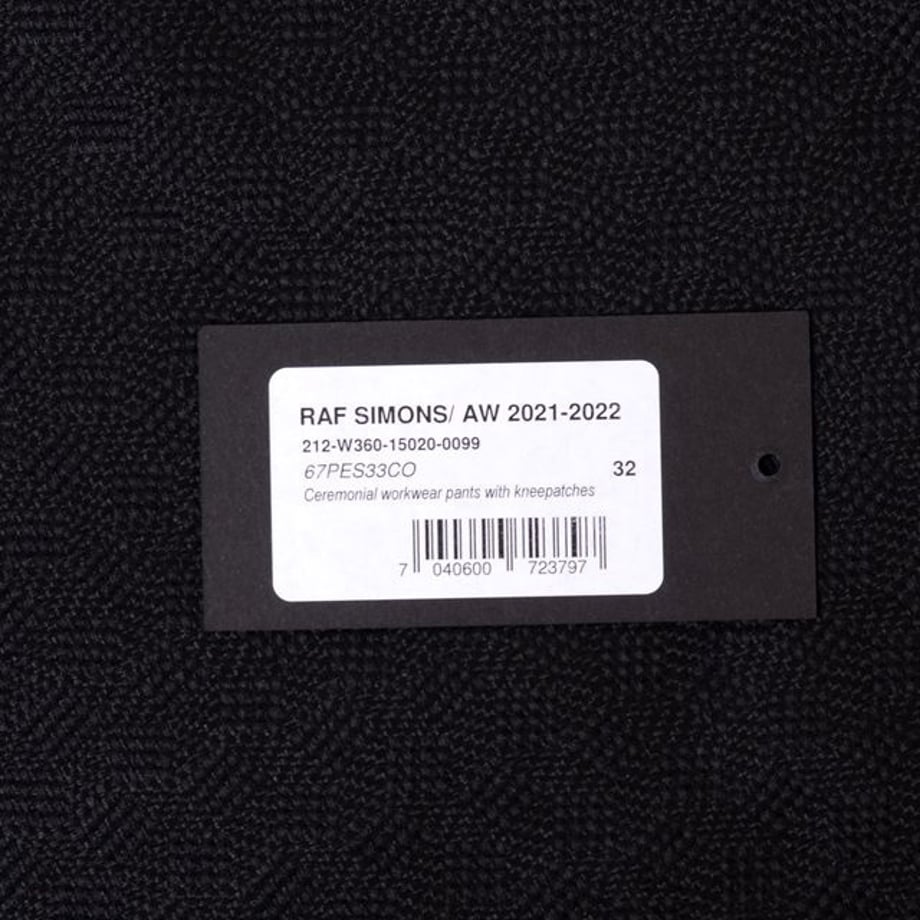 RAF SIMONS/ AW 2021-2022
212-W360-15020-0099
67PES33CO 32
Ceremonial workwear pants with kneepatches
7 040600 723797